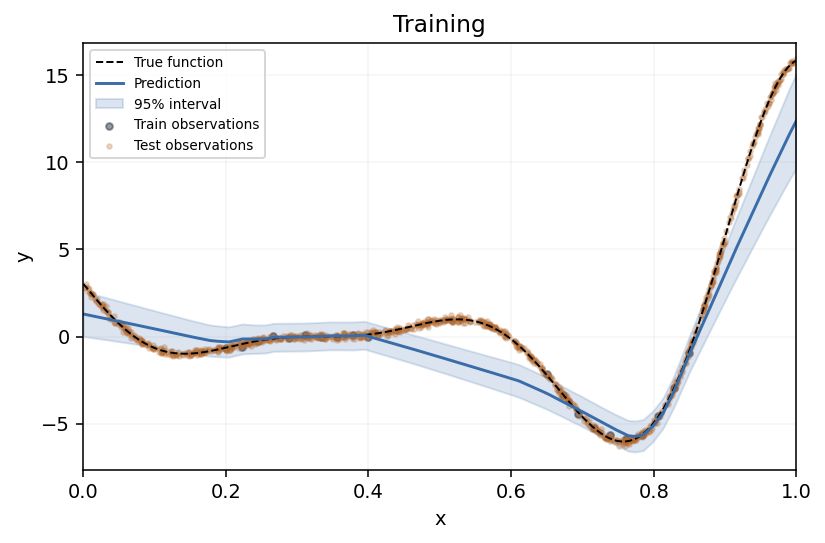 Training
True function
Prediction
95% interval
Train observations
Test observations
15
10
5
0
−5
y
0.0 0.2 0.4 0.6 0.8 1.0
x